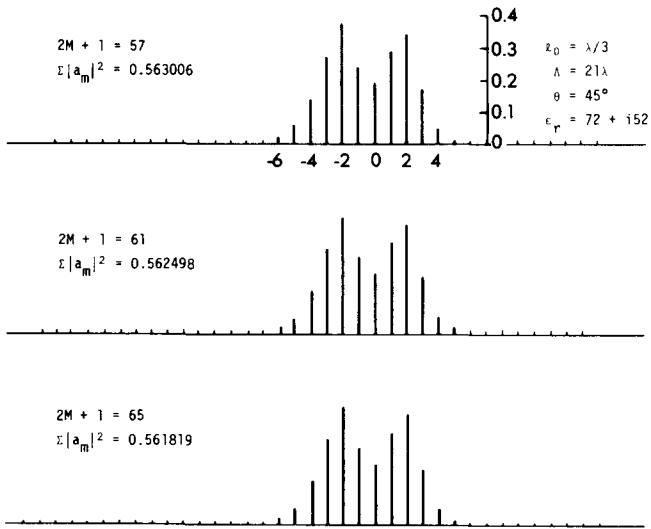 2M + 1 = 57
Σ|a_m|² = 0.563006
0.4
0.3
0.2
0.1
0
ℓ₀ = λ/3
Λ = 21λ
θ = 45°
ε_r = 72 + i52
-6 -4 -2 0 2 4
2M + 1 = 61
Σ|a_m|² = 0.562498
2M + 1 = 65
Σ|a_m|² = 0.561819